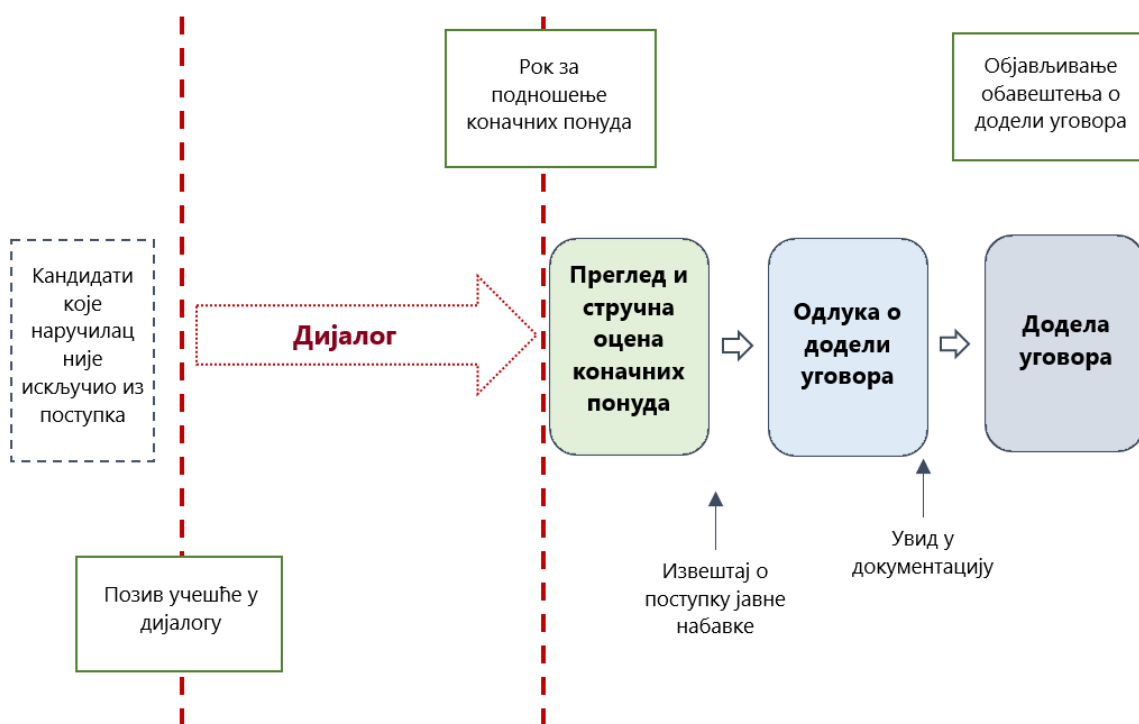 Рок за
подношење
коначних понуда
Објављивање
обавештења о
додели уговора
Кандидати
које
наручилац
није
искључио из
поступка
Дијалог
Преглед и
стручна
оцена
коначних
понуда
Одлука о
додели
уговора
Додела
уговора
Позив учешће у
дијалогу
Извештај о
поступку јавне
набавке
Увид у
документацију